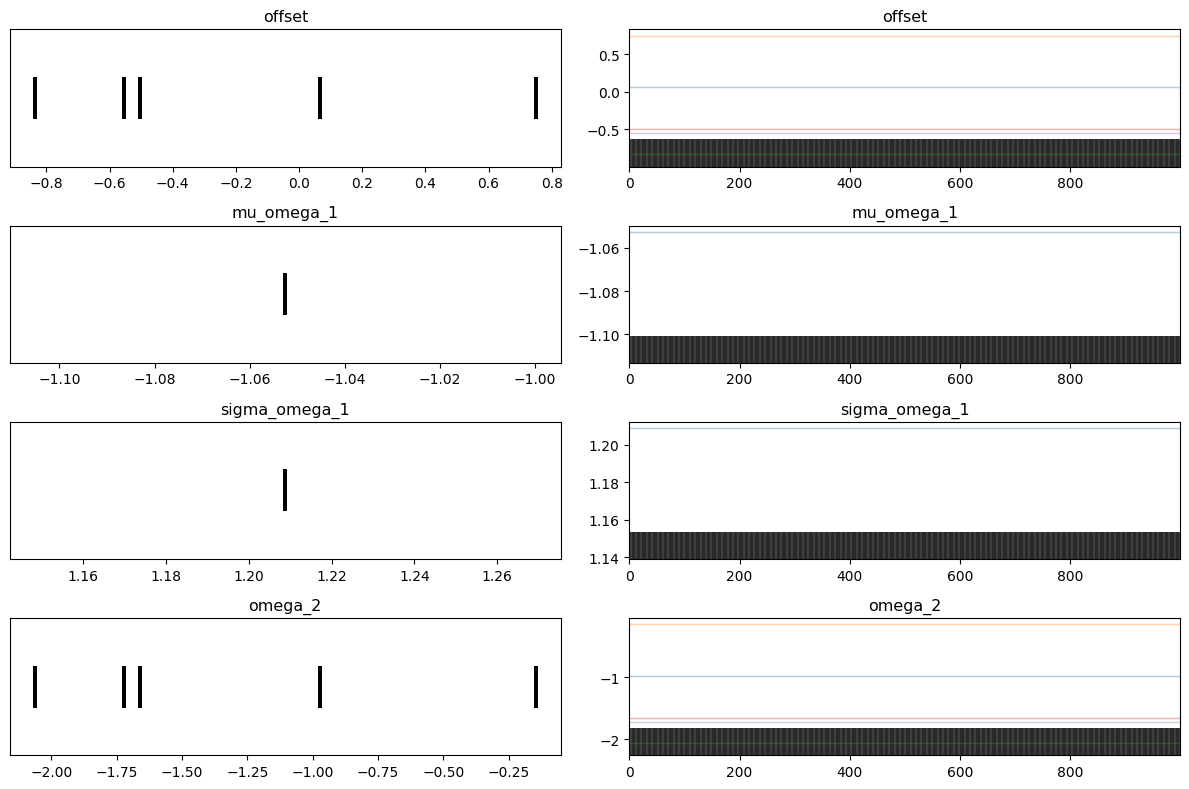 offset
−0.8 −0.6 −0.4 −0.2 0.0 0.2 0.4 0.6 0.8
offset
0.5
0.0
−0.5
0 200 400 600 800
mu_omega_1
−1.10 −1.08 −1.06 −1.04 −1.02 −1.00
mu_omega_1
−1.06
−1.08
−1.10
0 200 400 600 800
sigma_omega_1
1.16 1.18 1.20 1.22 1.24 1.26
sigma_omega_1
1.20
1.18
1.16
1.14
0 200 400 600 800
omega_2
−2.00 −1.75 −1.50 −1.25 −1.00 −0.75 −0.50 −0.25
omega_2
−1
−2
0 200 400 600 800